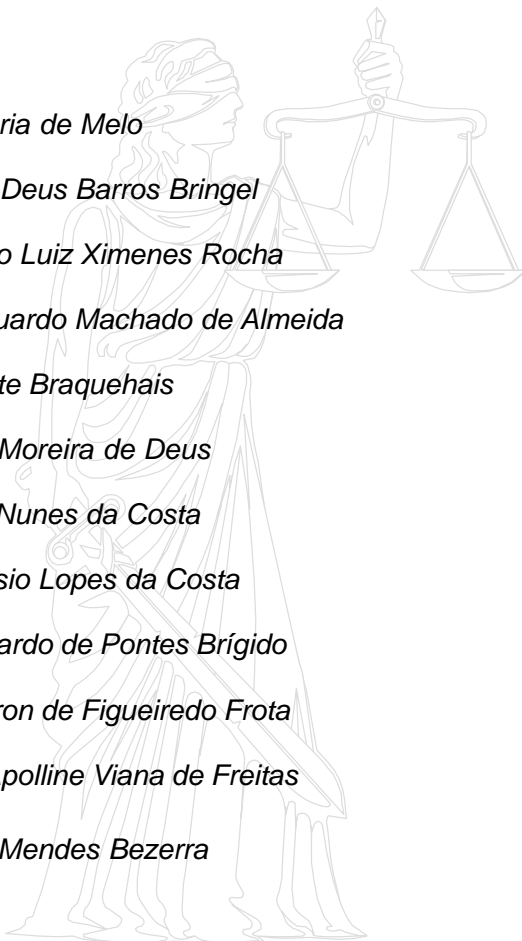 ria de Melo
Deus Barros Bringel
o Luiz Ximenes Rocha
uardo Machado de Almeida
te Braquehais
Moreira de Deus
Nunes da Costa
sio Lopes da Costa
ardo de Pontes Brígido
ron de Figueiredo Frota
polline Viana de Freitas
Mendes Bezerra